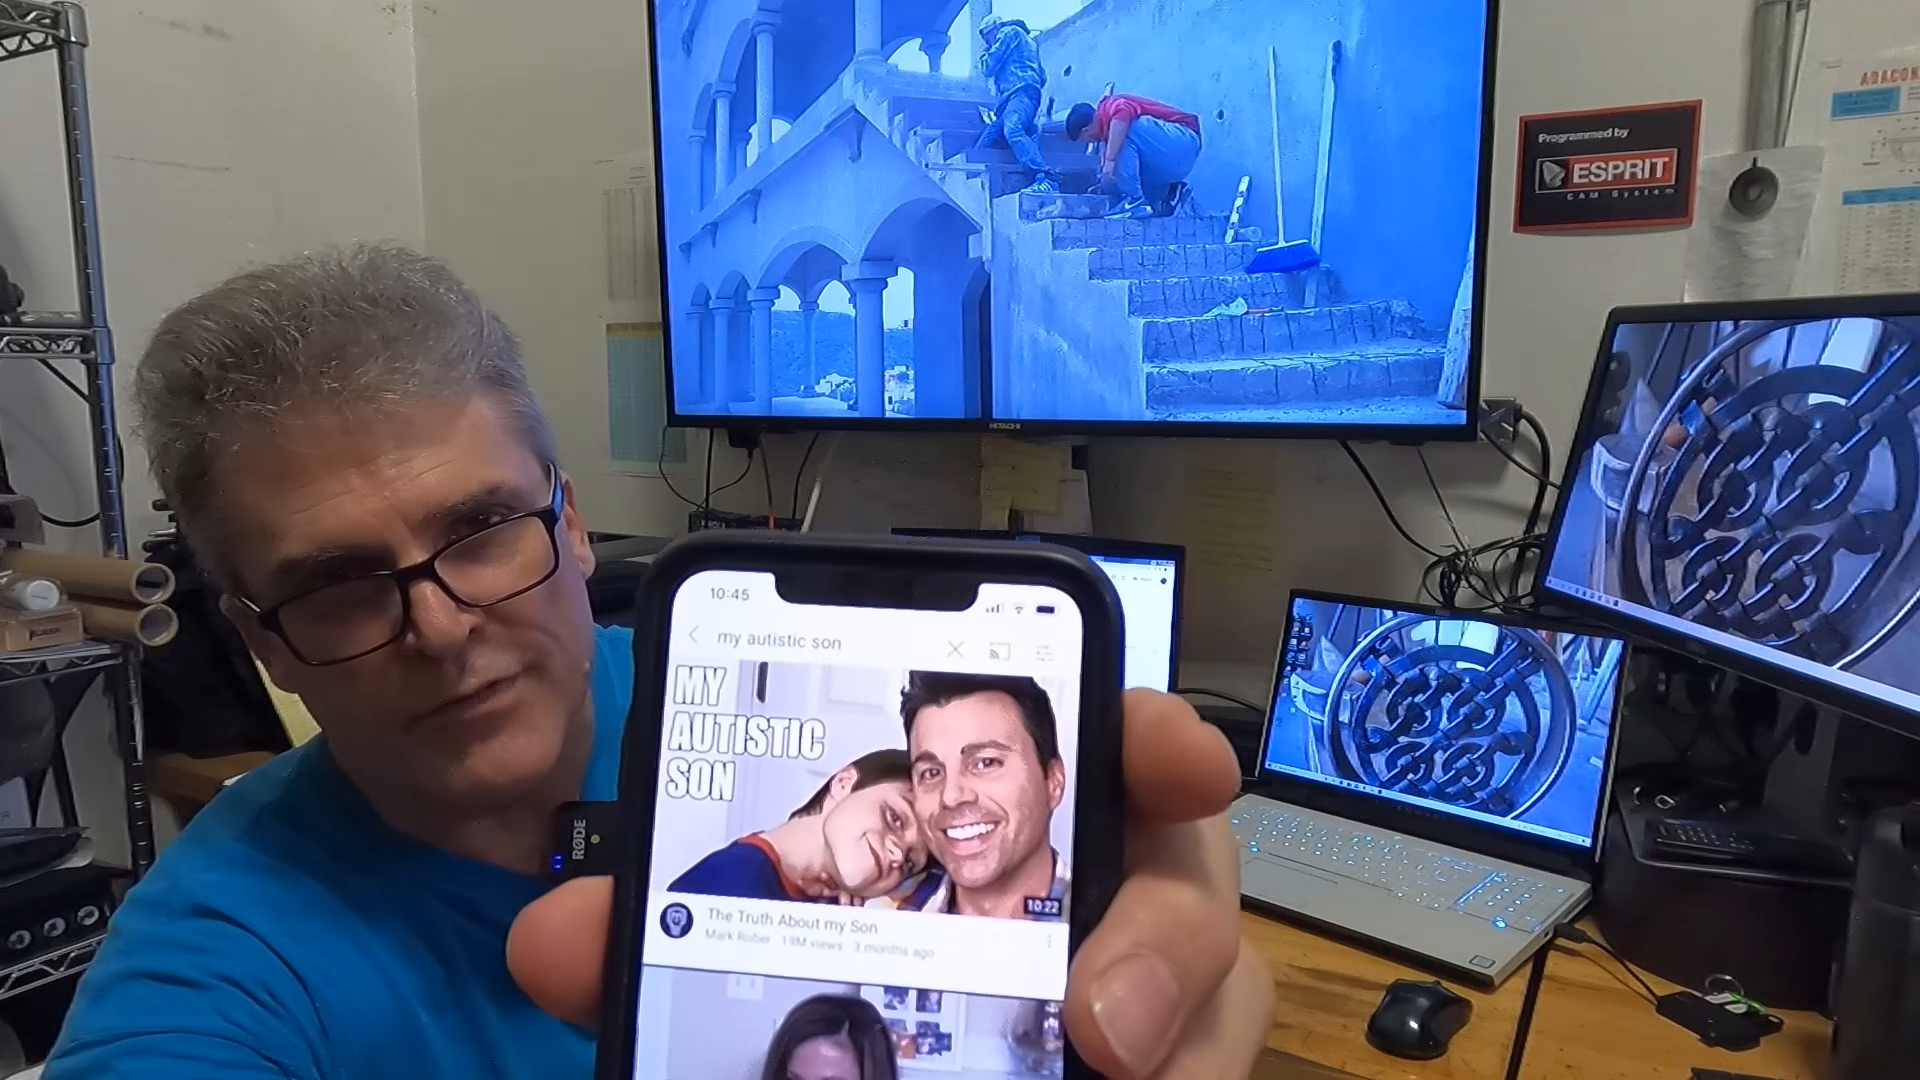 HITACHI
Programmed by
ESPRIT
CAM System
10:45
my autistic son
MY
AUTISTIC
SON
10:22
The Truth About my Son
Mark Rober 19M views 3 months ago
RØDE